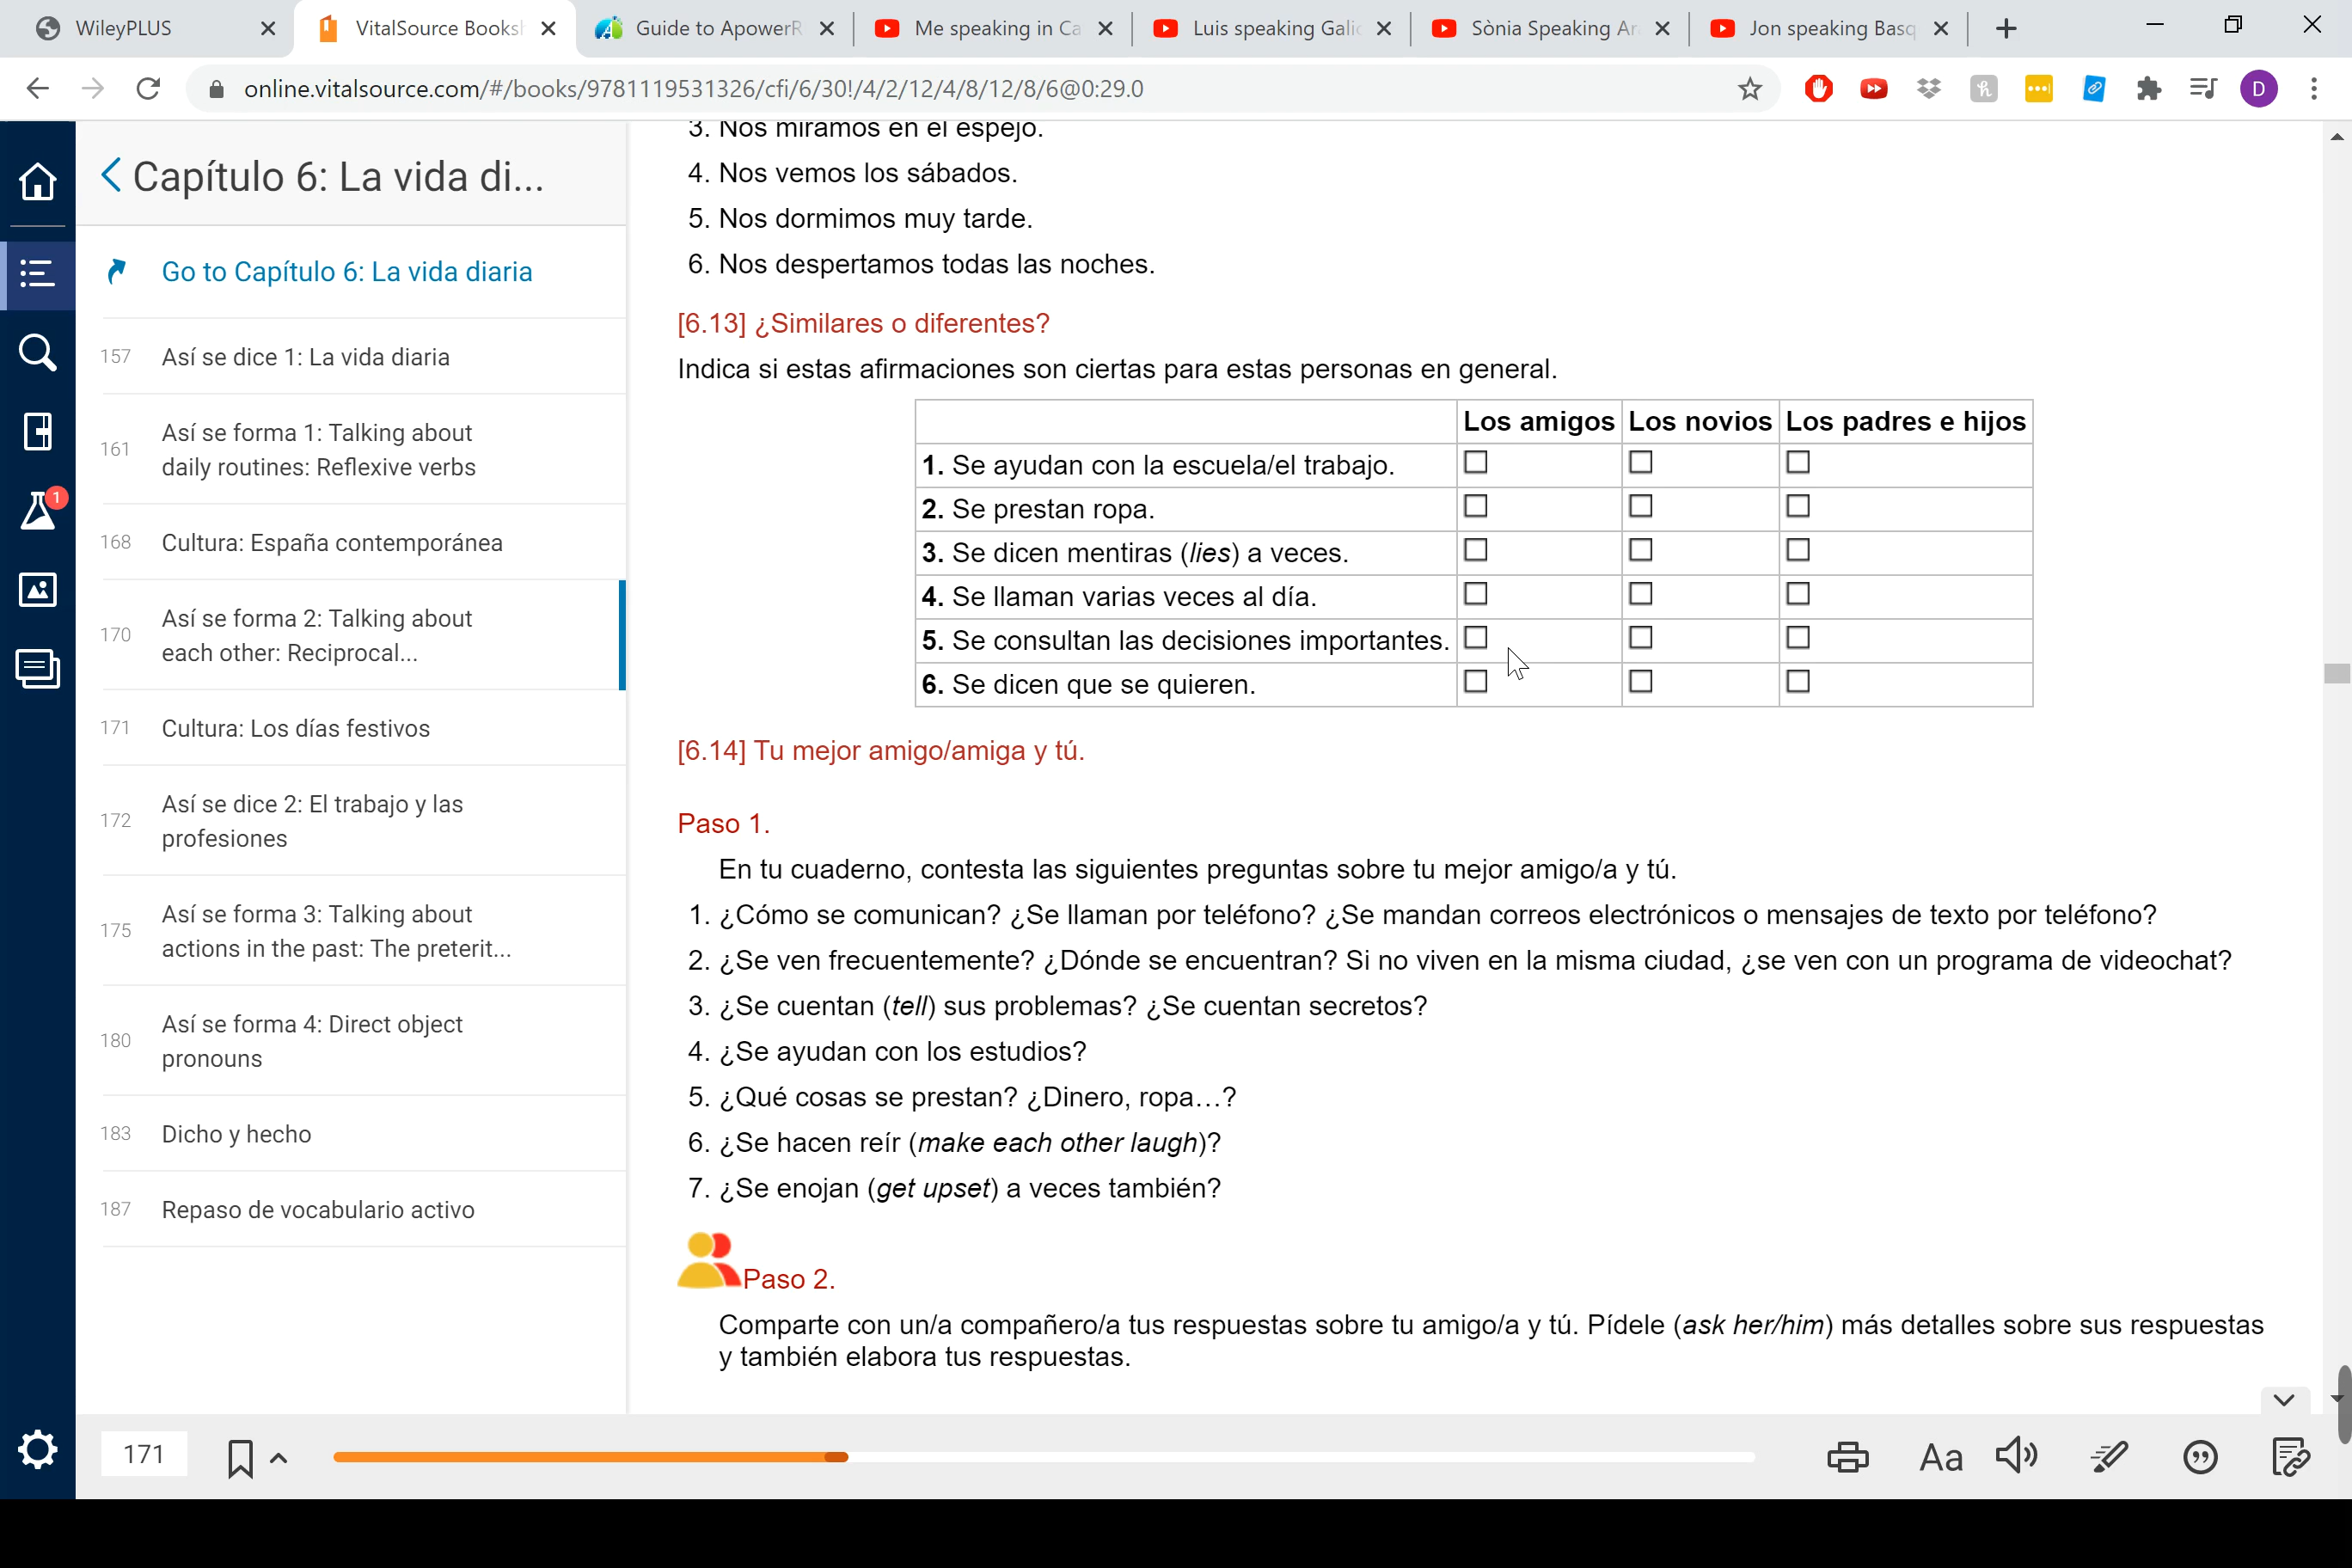 WileyPLUS
VitalSource Books
Guide to ApowerR
Me speaking in Ca
Luis speaking Galic
Sònia Speaking Ar
Jon speaking Basq
online.vitalsource.com/#/books/9781119531326/cfi/6/30!/4/2/12/4/8/12/8/6@0:29.0
D
Capítulo 6: La vida di...
Go to Capítulo 6: La vida diaria
157 Así se dice 1: La vida diaria
161 Así se forma 1: Talking about
daily routines: Reflexive verbs
168 Cultura: España contemporánea
170 Así se forma 2: Talking about
each other: Reciprocal...
171 Cultura: Los días festivos
172 Así se dice 2: El trabajo y las
profesiones
175 Así se forma 3: Talking about
actions in the past: The preterit...
180 Así se forma 4: Direct object
pronouns
183 Dicho y hecho
187 Repaso de vocabulario activo
1
3. Nos miramos en el espejo.
4. Nos vemos los sábados.
5. Nos dormimos muy tarde.
6. Nos despertamos todas las noches.
[6.13] ¿Similares o diferentes?
Indica si estas afirmaciones son ciertas para estas personas en general.
Los amigos Los novios Los padres e hijos
1. Se ayudan con la escuela/el trabajo.
2. Se prestan ropa.
3. Se dicen mentiras (lies) a veces.
4. Se llaman varias veces al día.
5. Se consultan las decisiones importantes.
6. Se dicen que se quieren.
[6.14] Tu mejor amigo/amiga y tú.
Paso 1.
En tu cuaderno, contesta las siguientes preguntas sobre tu mejor amigo/a y tú.
1. ¿Cómo se comunican? ¿Se llaman por teléfono? ¿Se mandan correos electrónicos o mensajes de texto por teléfono?
2. ¿Se ven frecuentemente? ¿Dónde se encuentran? Si no viven en la misma ciudad, ¿se ven con un programa de videochat?
3. ¿Se cuentan (tell) sus problemas? ¿Se cuentan secretos?
4. ¿Se ayudan con los estudios?
5. ¿Qué cosas se prestan? ¿Dinero, ropa…?
6. ¿Se hacen reír (make each other laugh)?
7. ¿Se enojan (get upset) a veces también?
Paso 2.
Comparte con un/a compañero/a tus respuestas sobre tu amigo/a y tú. Pídele (ask her/him) más detalles sobre sus respuestas
y también elabora tus respuestas.
171
Aa